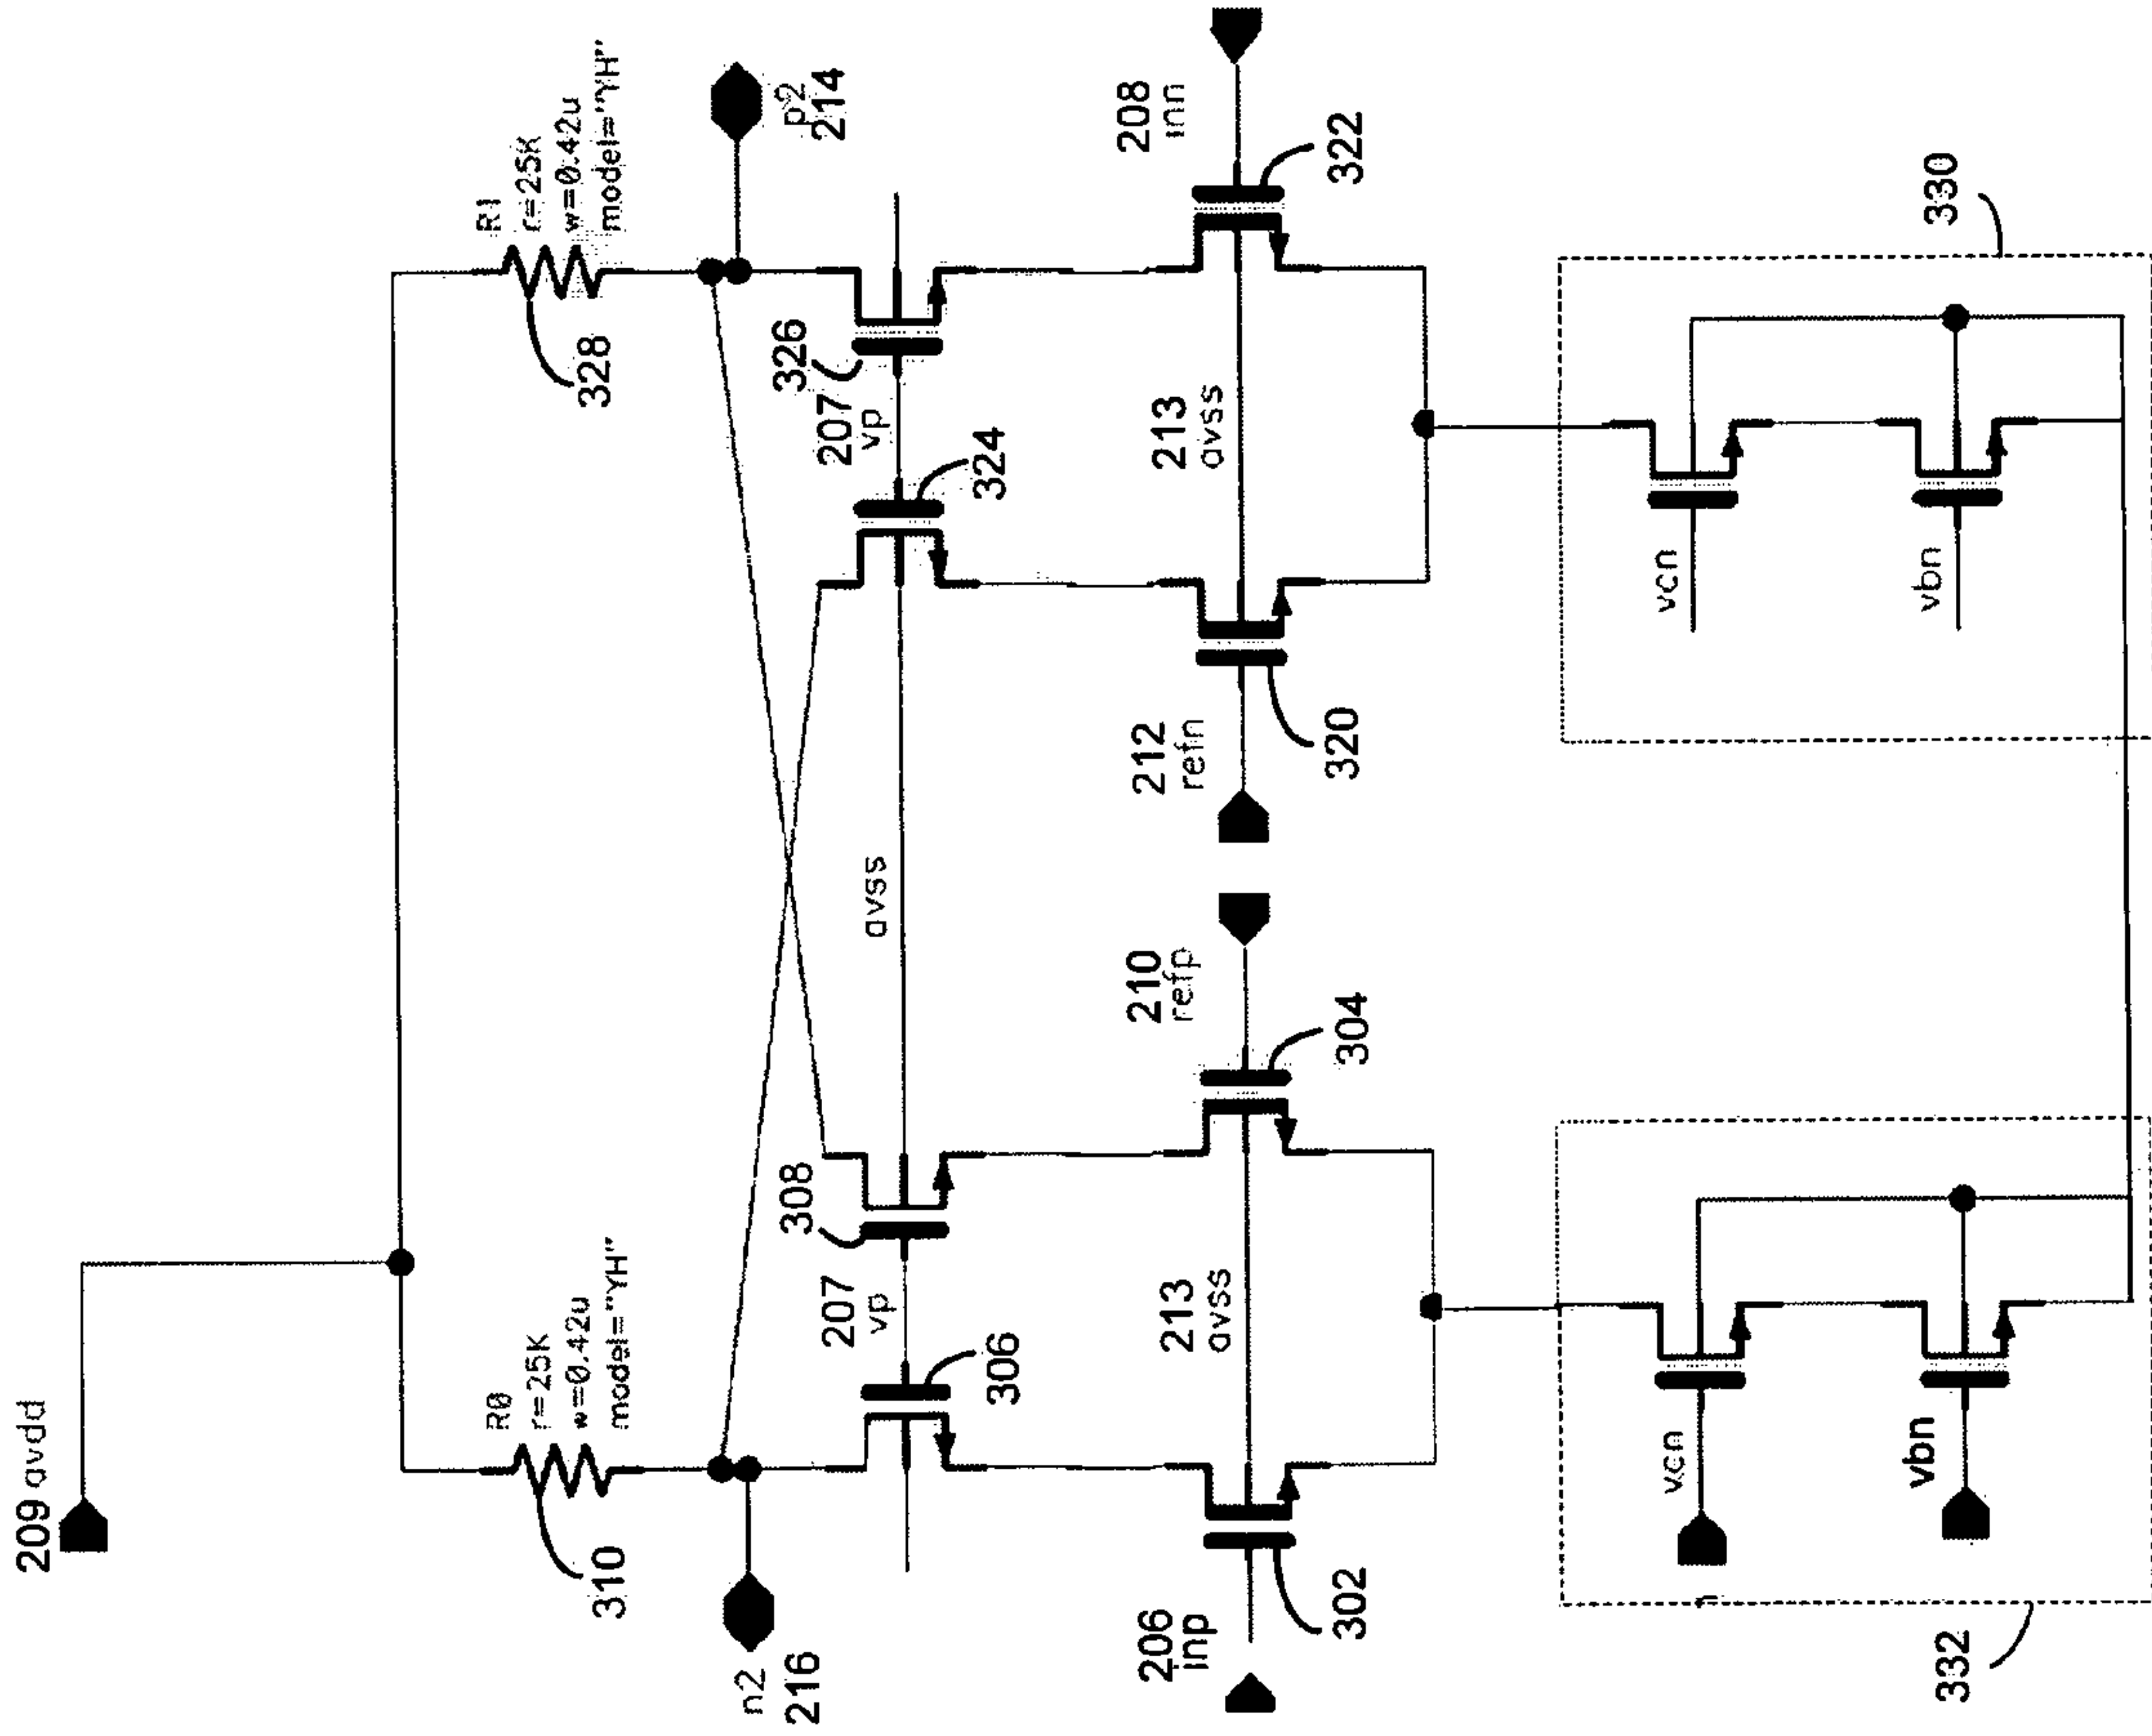 209 avdd
R0
r=25K
w=0.42u
model="YH"
310
R1
r=25K
w=0.42u
model="YH"
328
n2
216
p2
214
207
vp
306
308
avss
207
vp
324
326
206
inp
302
213
avss
210
refp
304
212
refn
320
213
avss
208
inn
322
vcn
vbn
332
vcn
vbn
330